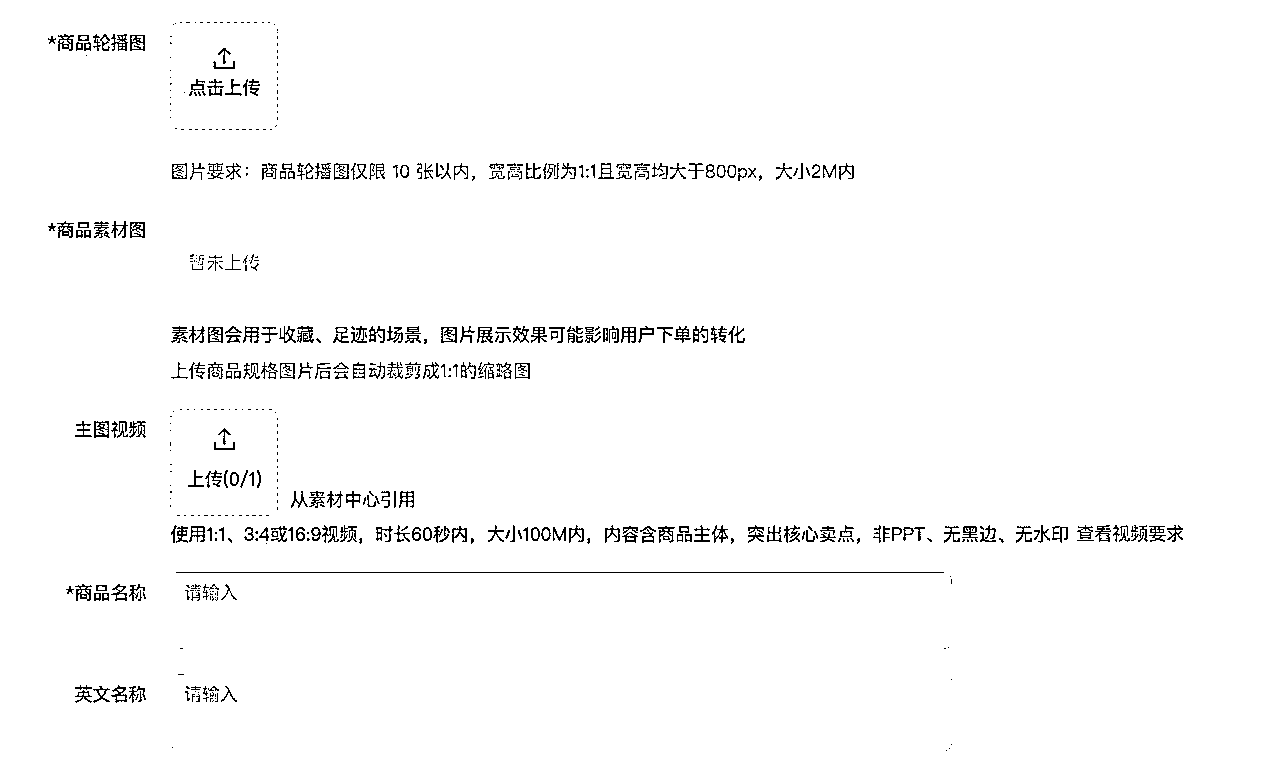 *商品轮播图
点击上传
图片要求：商品轮播图仅限 10 张以内，宽高比例为1:1且宽高均大于800px，大小2M内
*商品素材图
暂未上传
素材图会用于收藏、足迹的场景，图片展示效果可能影响用户下单的转化
上传商品规格图片后会自动裁剪成1:1的缩略图
主图视频
上传(0/1)
从素材中心引用
使用1:1、3:4或16:9视频，时长60秒内，大小100M内，内容含商品主体，突出核心卖点，非PPT、无黑边、无水印 查看视频要求
*商品名称
请输入
英文名称
请输入